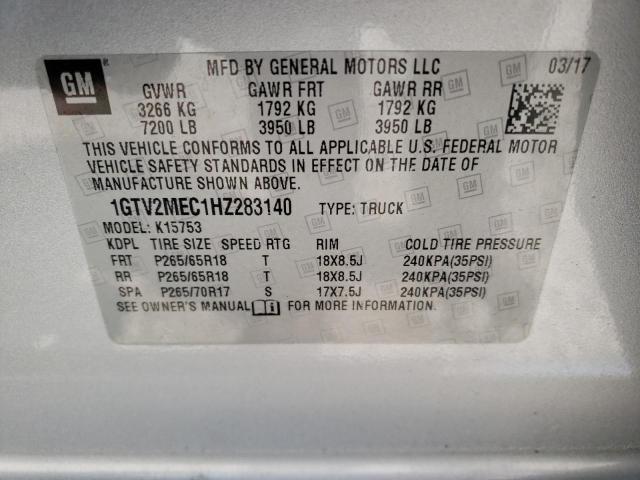 GM
MFD BY GENERAL MOTORS LLC
03/17
GVWR GAWR FRT GAWR RR
3266 KG 1792 KG 1792 KG
7200 LB 3950 LB 3950 LB
THIS VEHICLE CONFORMS TO ALL APPLICABLE U.S. FEDERAL MOTOR
VEHICLE SAFETY STANDARDS IN EFFECT ON THE DATE OF
MANUFACTURE SHOWN ABOVE.
1GTV2MEC1HZ283140 TYPE: TRUCK
MODEL: K15753
KDPL TIRE SIZE SPEED RTG RIM COLD TIRE PRESSURE
FRT P265/65R18 T 18X8.5J 240KPA(35PSI)
RR P265/65R18 T 18X8.5J 240KPA(35PSI)
SPA P265/70R17 S 17X7.5J 240KPA(35PSI)
SEE OWNER'S MANUAL i FOR MORE INFORMATION.